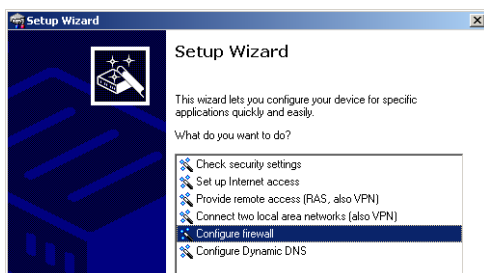 Setup Wizard
Setup Wizard
This wizard lets you configure your device for specific
applications quickly and easily.
What do you want to do?
Check security settings
Set up Internet access
Provide remote access (RAS, also VPN)
Connect two local area networks (also VPN)
Configure firewall
Configure Dynamic DNS